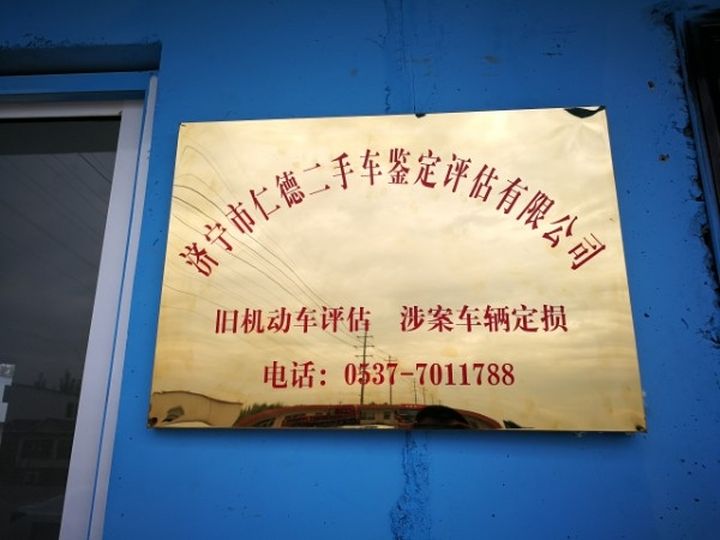 济宁市仁德二手车鉴定评估有限公司
旧机动车评估 涉案车辆定损
电话：0537-7011788